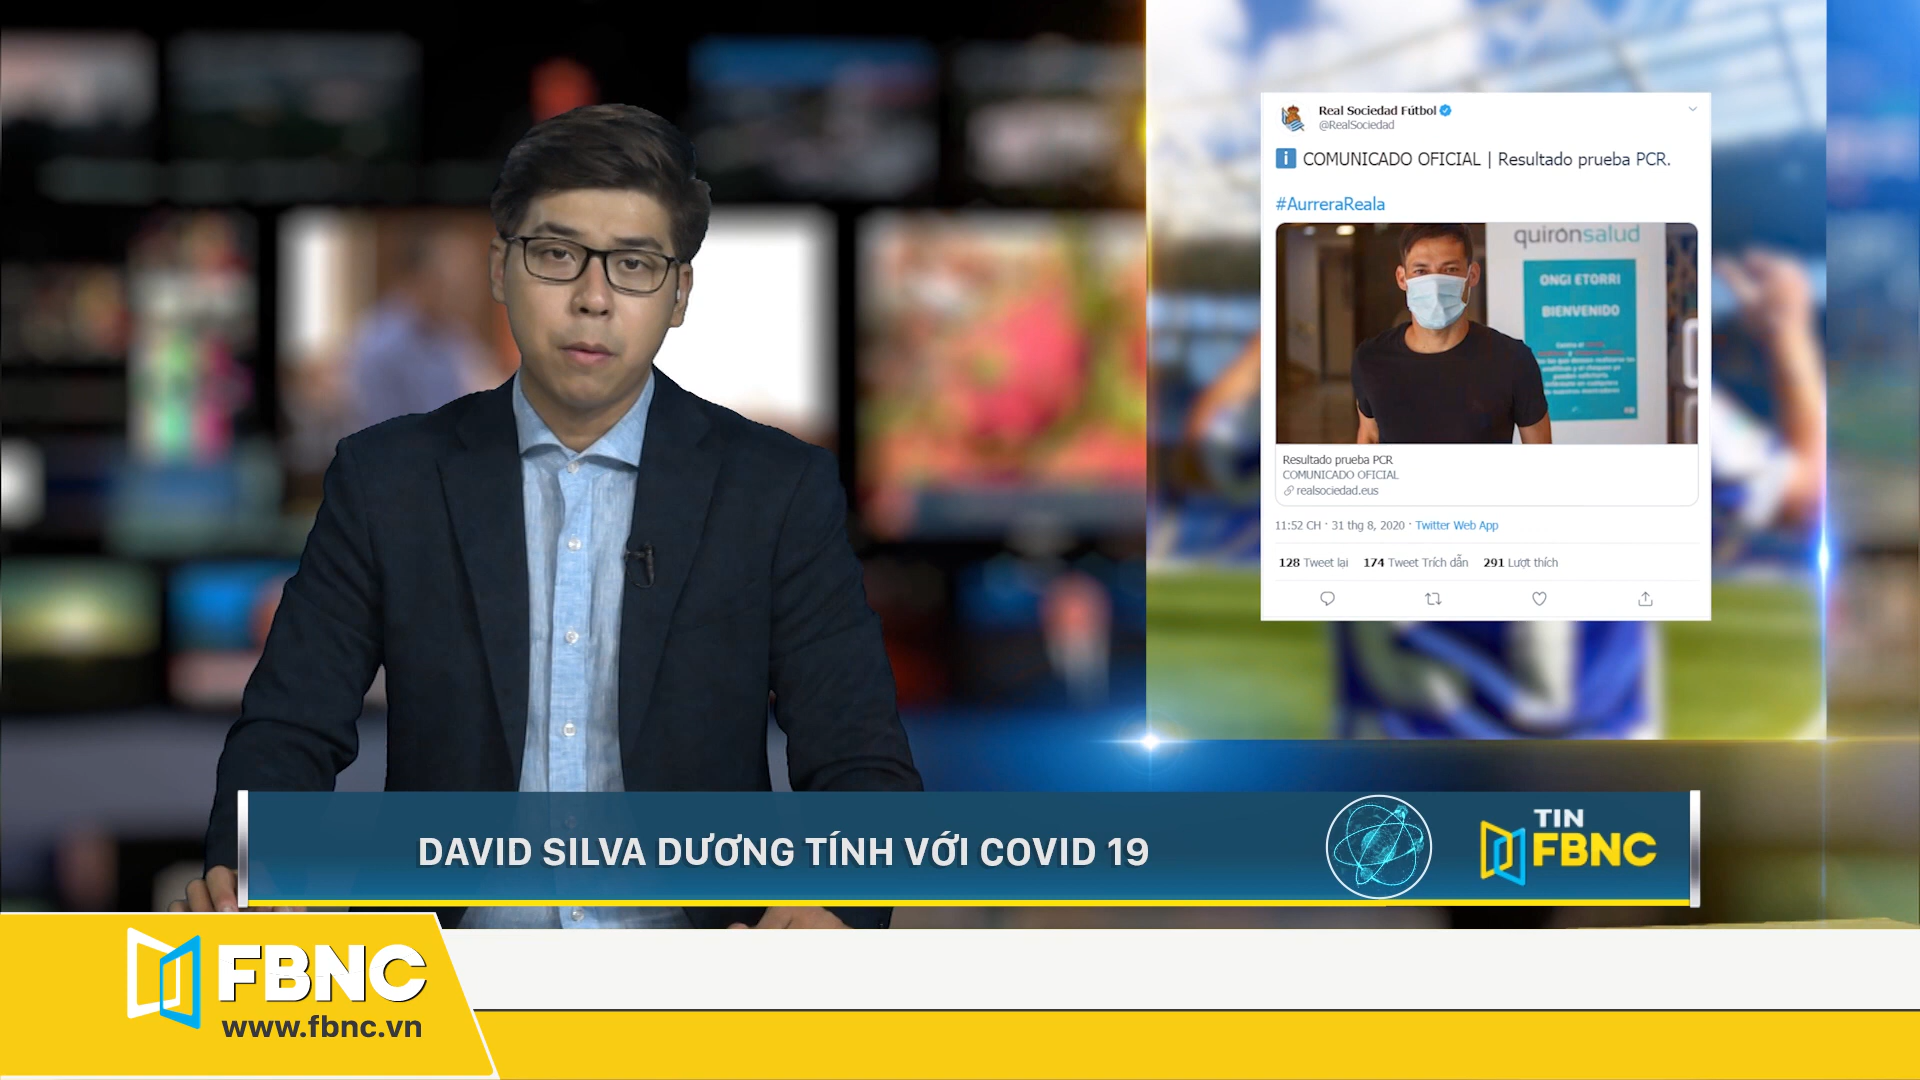 Real Sociedad Fútbol
@RealSociedad
COMUNICADO OFICIAL | Resultado prueba PCR.
#AurreraReala
quirónsalud
ONGI ETORRI
BIENVENIDO
Resultado prueba PCR
COMUNICADO OFICIAL
realsociedad.eus
11:52 CH · 31 thg 8, 2020 · Twitter Web App
128 Tweet lại 174 Tweet Trích dẫn 291 Lượt thích
DAVID SILVA DƯƠNG TÍNH VỚI COVID 19
TIN
FBNC
FBNC
www.fbnc.vn